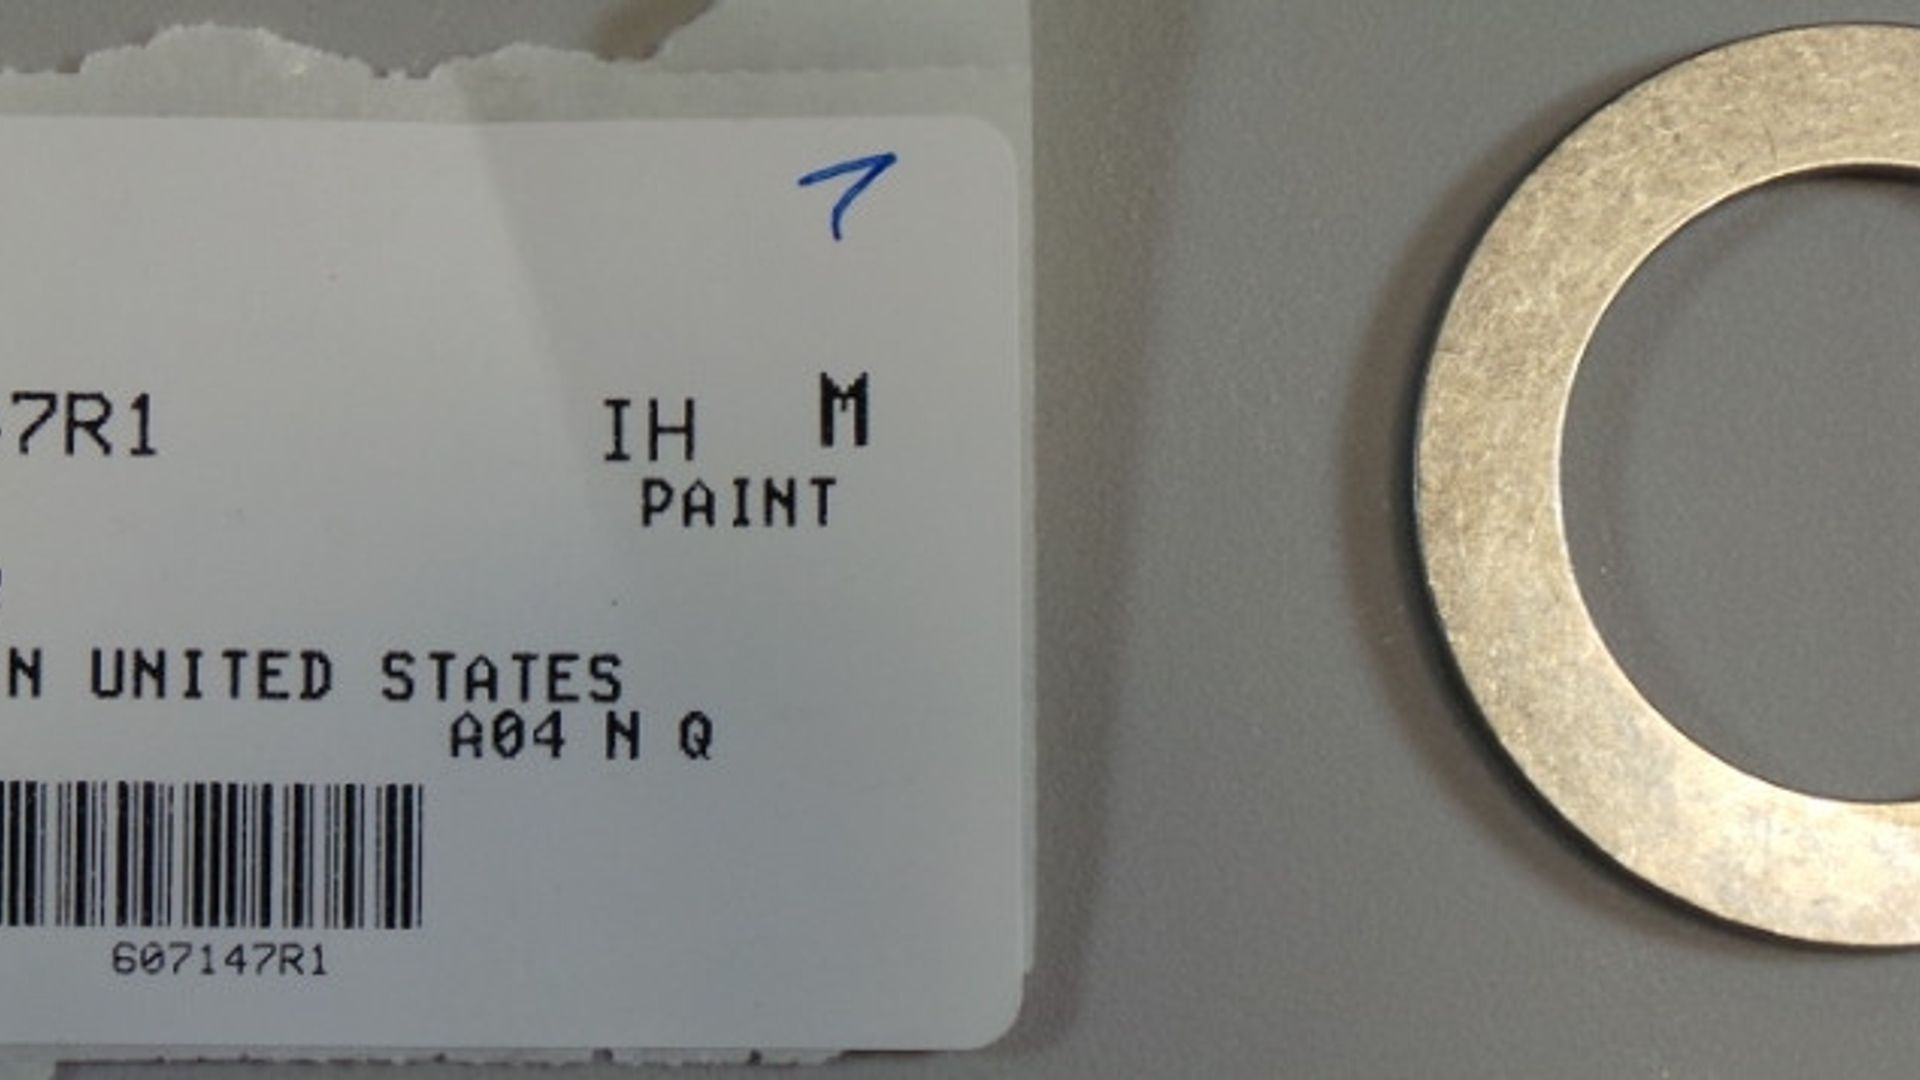 7
7R1 IH M
PAINT
N UNITED STATES
A04 N Q
607147R1